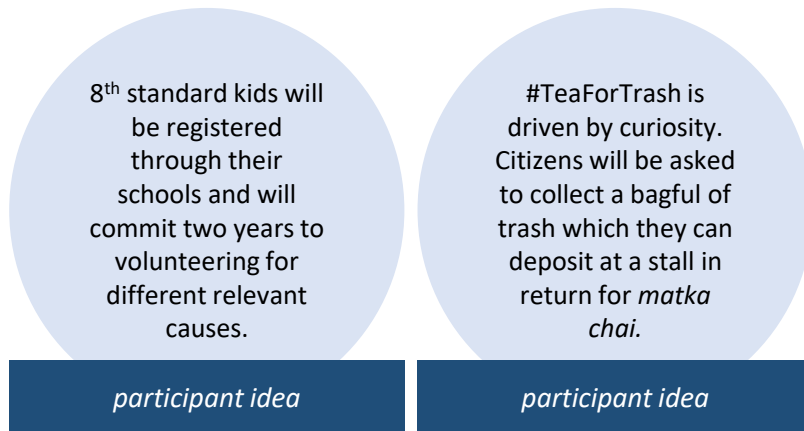 8th standard kids will
be registered
through their
schools and will
commit two years to
volunteering for
different relevant
causes.
participant idea
#TeaForTrash is
driven by curiosity.
Citizens will be asked
to collect a bagful of
trash which they can
deposit at a stall in
return for matka
chai.
participant idea